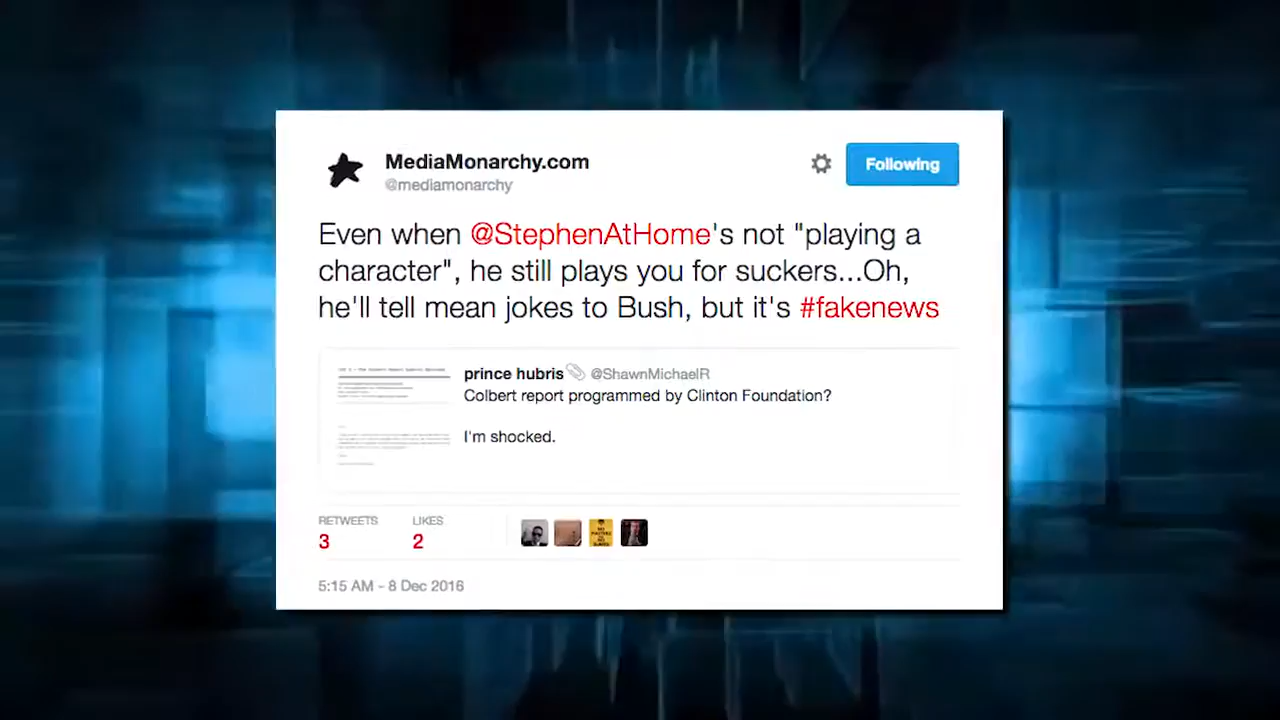 MediaMonarchy.com
@mediamonarchy
Following
Even when @StephenAtHome's not "playing a
character", he still plays you for suckers...Oh,
he'll tell mean jokes to Bush, but it's #fakenews
prince hubris @ShawnMichaelR
Colbert report programmed by Clinton Foundation?
I'm shocked.
RETWEETS LIKES
3 2
5:15 AM - 8 Dec 2016